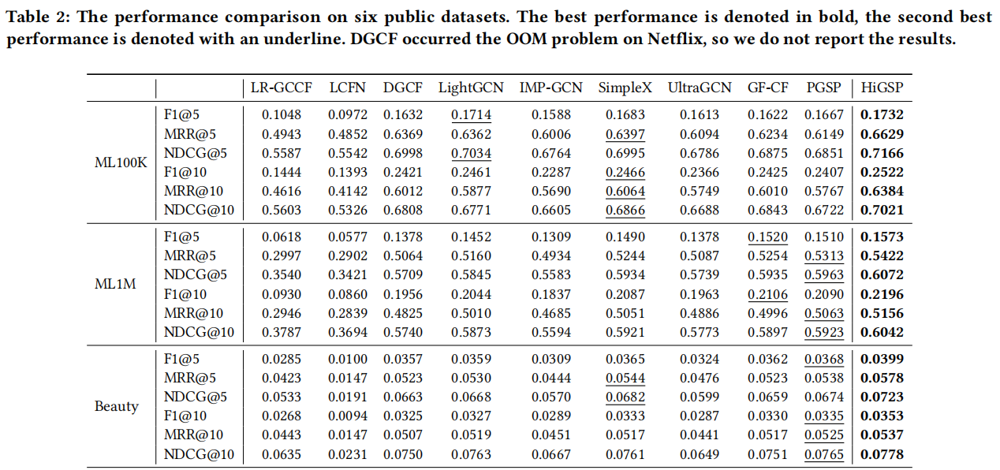 Table 2: The performance comparison on six public datasets. The best performance is denoted in bold, the second best
performance is denoted with an underline. DGCF occurred the OOM problem on Netflix, so we do not report the results.
LR-GCCF LCFN DGCF LightGCN IMP-GCN SimpleX UltraGCN GF-CF PGSP HiGSP
ML100K
F1@5 0.1048 0.0972 0.1632 0.1714 0.1588 0.1683 0.1613 0.1622 0.1667 0.1732
MRR@5 0.4943 0.4852 0.6369 0.6362 0.6006 0.6397 0.6094 0.6234 0.6149 0.6629
NDCG@5 0.5587 0.5542 0.6998 0.7034 0.6764 0.6995 0.6786 0.6875 0.6851 0.7166
F1@10 0.1444 0.1393 0.2421 0.2461 0.2287 0.2466 0.2366 0.2425 0.2407 0.2522
MRR@10 0.4616 0.4142 0.6012 0.5877 0.5690 0.6064 0.5749 0.6010 0.5767 0.6384
NDCG@10 0.5603 0.5326 0.6808 0.6771 0.6605 0.6866 0.6688 0.6843 0.6722 0.7021
ML1M
F1@5 0.0618 0.0577 0.1378 0.1452 0.1309 0.1490 0.1378 0.1520 0.1510 0.1573
MRR@5 0.2997 0.2902 0.5064 0.5160 0.4934 0.5244 0.5087 0.5254 0.5313 0.5422
NDCG@5 0.3540 0.3421 0.5709 0.5845 0.5583 0.5934 0.5739 0.5935 0.5963 0.6072
F1@10 0.0930 0.0860 0.1956 0.2044 0.1837 0.2087 0.1963 0.2106 0.2090 0.2196
MRR@10 0.2946 0.2839 0.4825 0.5010 0.4685 0.5051 0.4886 0.4996 0.5063 0.5156
NDCG@10 0.3787 0.3694 0.5740 0.5873 0.5594 0.5921 0.5773 0.5897 0.5923 0.6042
Beauty
F1@5 0.0285 0.0100 0.0357 0.0359 0.0309 0.0365 0.0324 0.0362 0.0368 0.0399
MRR@5 0.0423 0.0147 0.0523 0.0530 0.0444 0.0544 0.0476 0.0523 0.0538 0.0578
NDCG@5 0.0533 0.0191 0.0663 0.0668 0.0570 0.0682 0.0599 0.0659 0.0674 0.0723
F1@10 0.0268 0.0094 0.0325 0.0327 0.0289 0.0333 0.0287 0.0330 0.0335 0.0353
MRR@10 0.0443 0.0147 0.0507 0.0519 0.0451 0.0517 0.0441 0.0517 0.0525 0.0537
NDCG@10 0.0635 0.0231 0.0750 0.0763 0.0667 0.0761 0.0649 0.0751 0.0765 0.0778